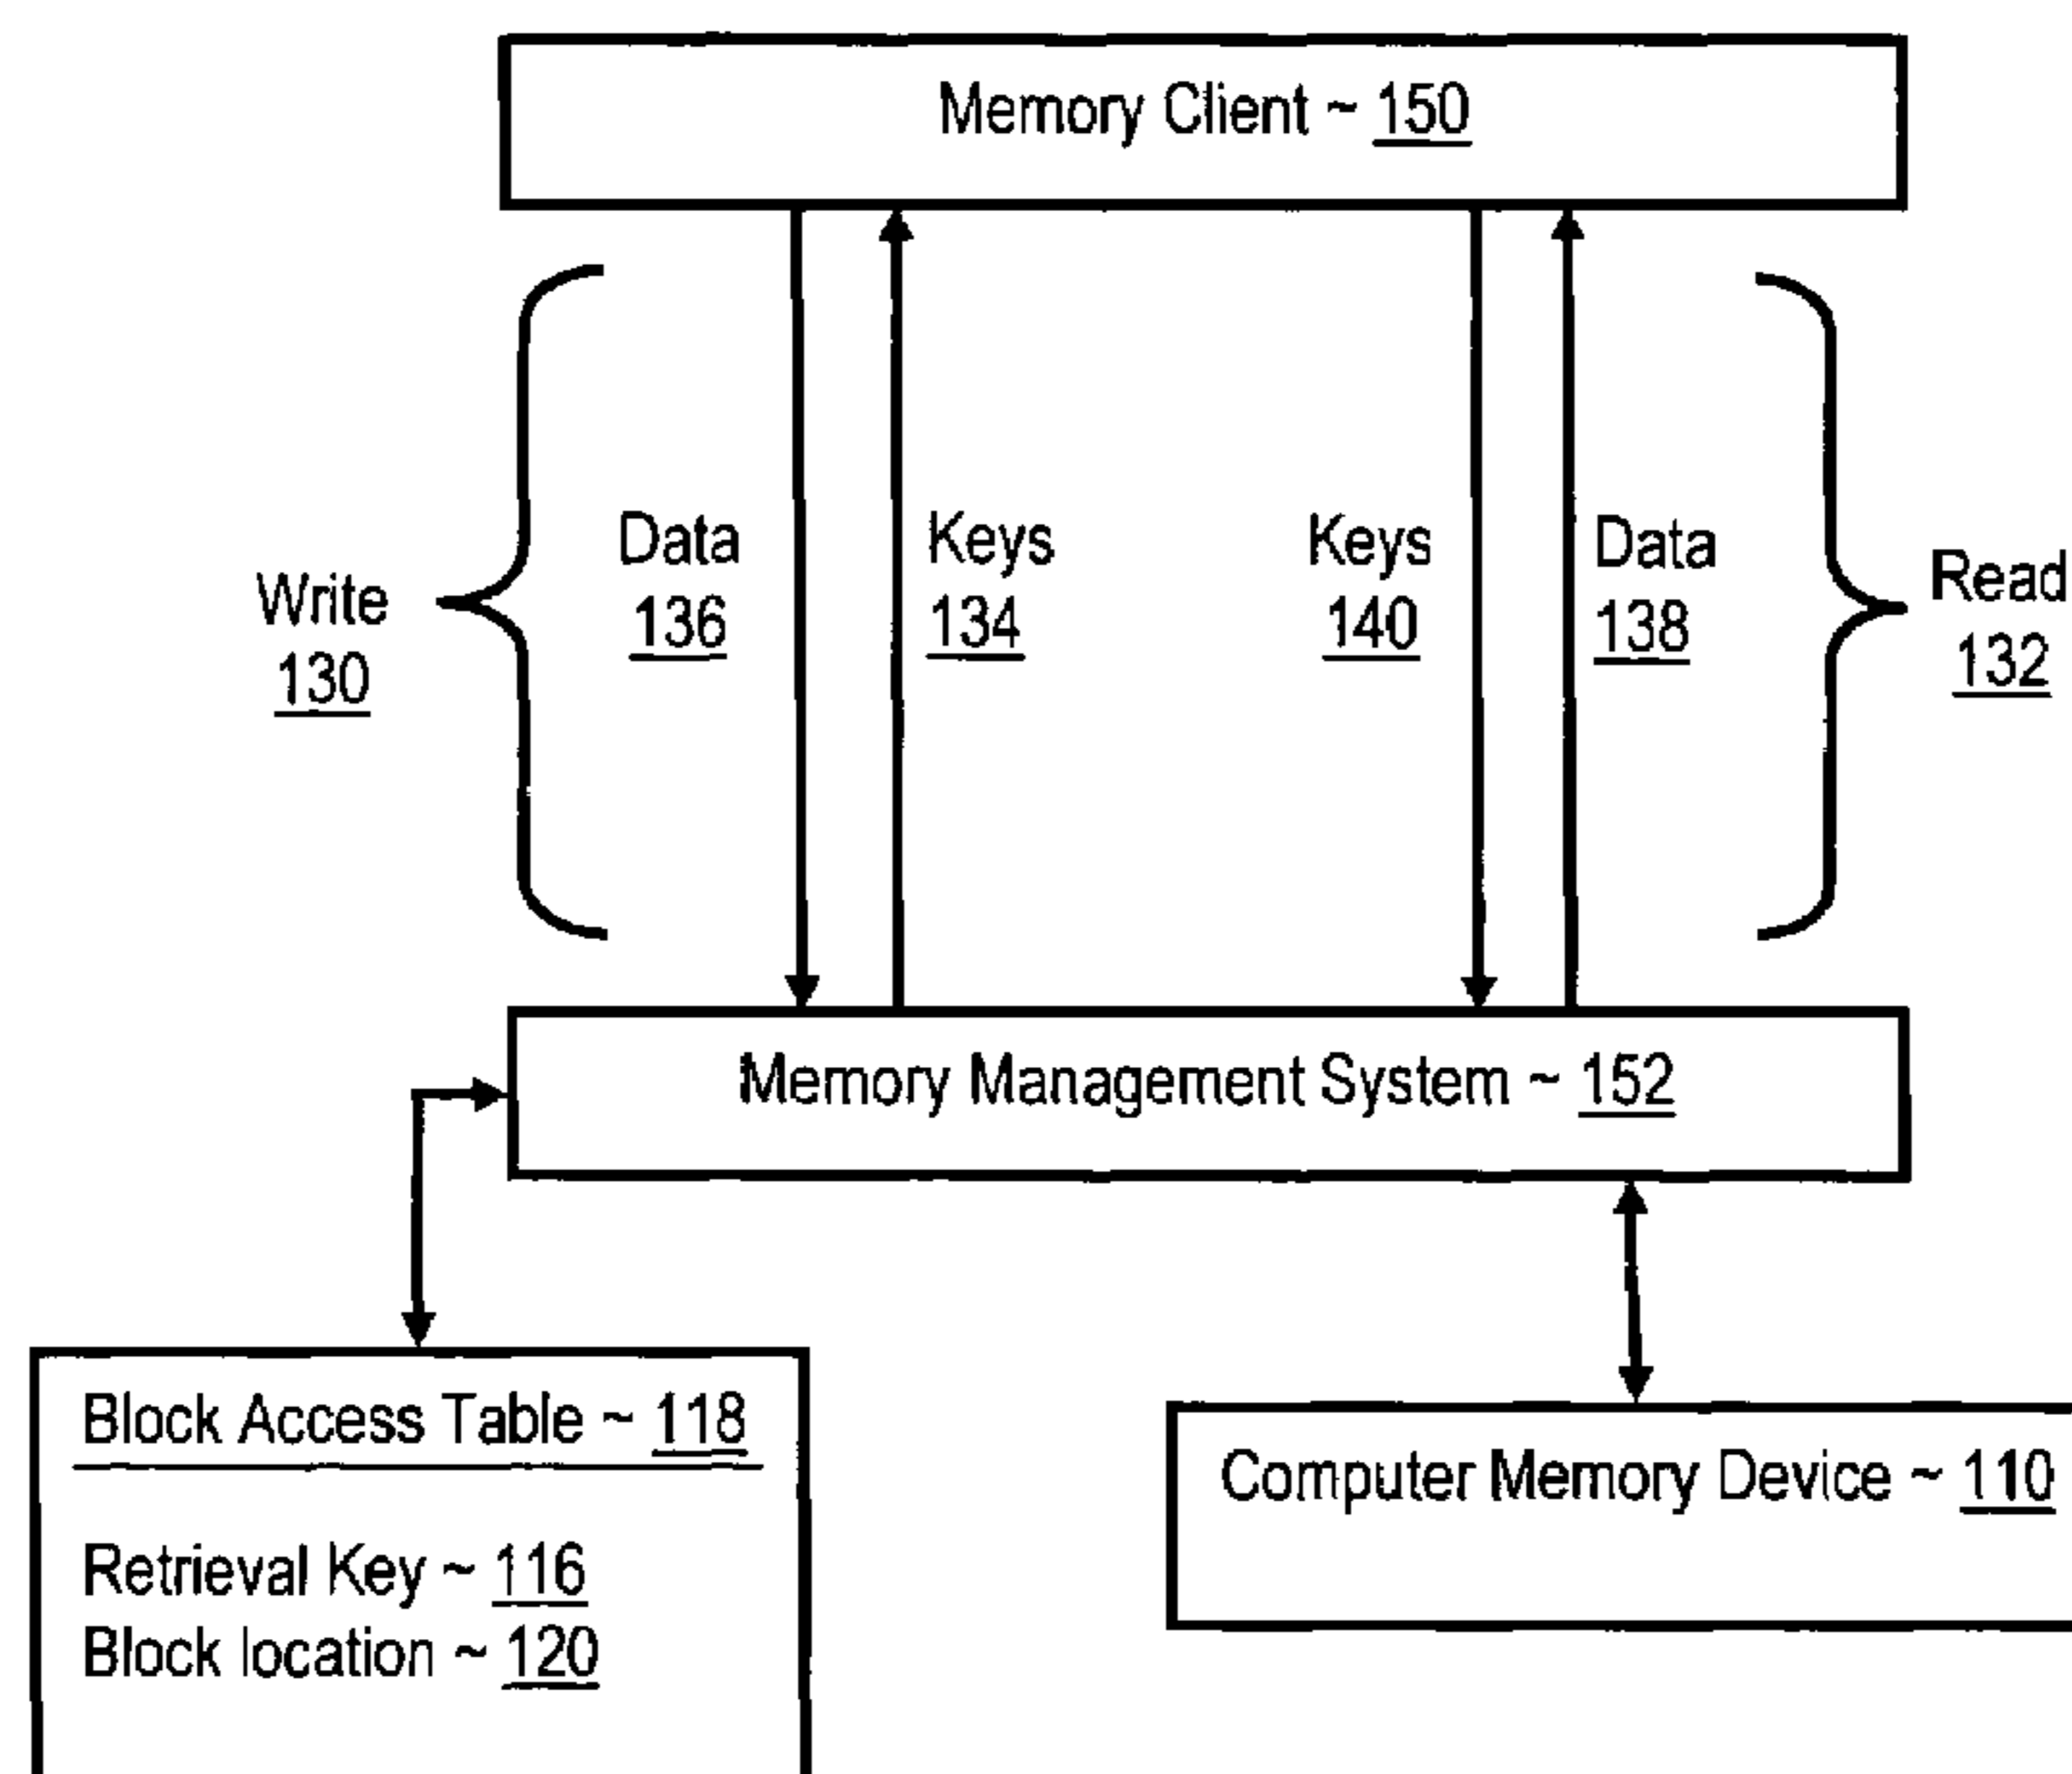 Memory Client ~ 150
Write
130
Data
136
Keys
134
Keys
140
Data
138
Read
132
Memory Management System ~ 152
Block Access Table ~ 118
Retrieval Key ~ 116
Block location ~ 120
Computer Memory Device ~ 110